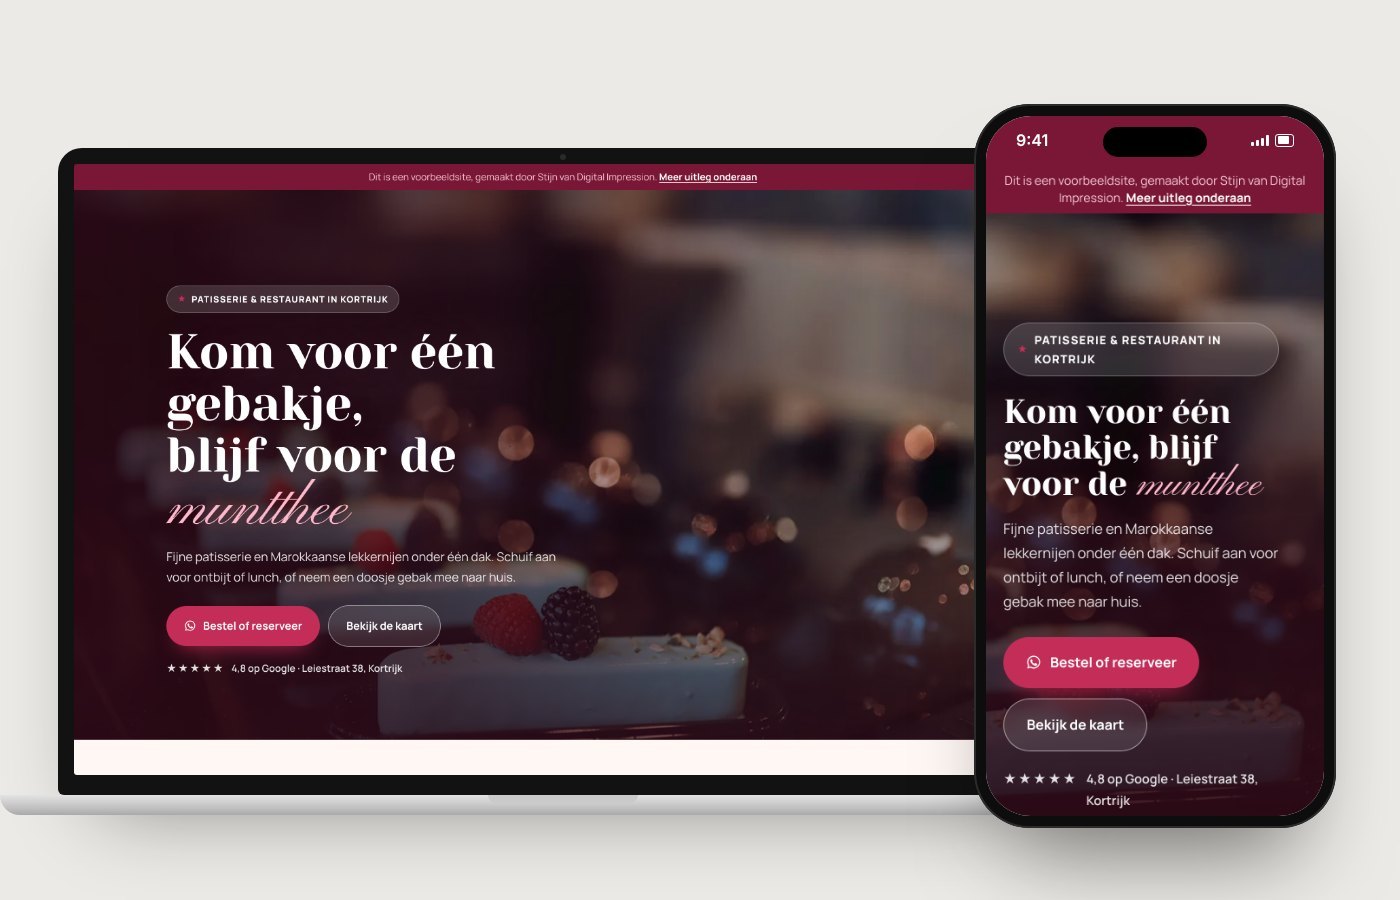 Dit is een voorbeeldsite, gemaakt door Stijn van Digital Impression. Meer uitleg onderaan
★ PATISSERIE & RESTAURANT IN KORTRIJK
Kom voor één
gebakje,
blijf voor de
muntthee
Fijne patisserie en Marokkaanse lekkernijen onder één dak. Schuif aan
voor ontbijt of lunch, of neem een doosje gebak mee naar huis.
Bestel of reserveer
Bekijk de kaart
★★★★★ 4,8 op Google · Leiestraat 38, Kortrijk
9:41
Dit is een voorbeeldsite, gemaakt door Stijn van Digital
Impression. Meer uitleg onderaan
★ PATISSERIE & RESTAURANT IN
KORTRIJK
Kom voor één
gebakje, blijf
voor de muntthee
Fijne patisserie en Marokkaanse
lekkernijen onder één dak. Schuif aan voor
ontbijt of lunch, of neem een doosje
gebak mee naar huis.
Bestel of reserveer
Bekijk de kaart
★★★★★ 4,8 op Google · Leiestraat 38,
Kortrijk